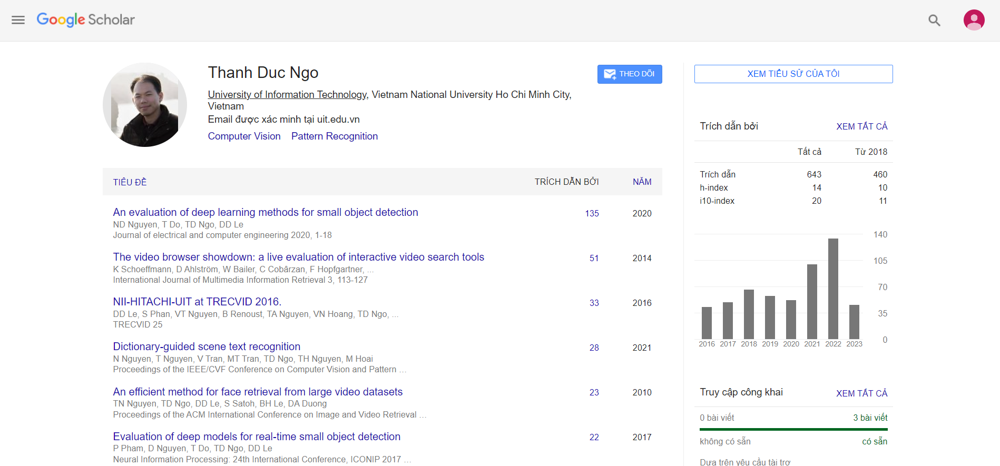 Google Scholar
Thanh Duc Ngo
THEO DÕI
University of Information Technology, Vietnam National University Ho Chi Minh City,
Vietnam
Email được xác minh tại uit.edu.vn
Computer Vision Pattern Recognition
TIÊU ĐỀ TRÍCH DẪN BỞI NĂM
An evaluation of deep learning methods for small object detection 135 2020
ND Nguyen, T Do, TD Ngo, DD Le
Journal of electrical and computer engineering 2020, 1-18
The video browser showdown: a live evaluation of interactive video search tools 51 2014
K Schoeffmann, D Ahlström, W Bailer, C Cobârzan, F Hopfgartner, ...
International Journal of Multimedia Information Retrieval 3, 113-127
NII-HITACHI-UIT at TRECVID 2016. 33 2016
DD Le, S Phan, VT Nguyen, B Renoust, TA Nguyen, VN Hoang, TD Ngo, ...
TRECVID 25
Dictionary-guided scene text recognition 28 2021
N Nguyen, T Nguyen, V Tran, MT Tran, TD Ngo, TH Nguyen, M Hoai
Proceedings of the IEEE/CVF Conference on Computer Vision and Pattern …
An efficient method for face retrieval from large video datasets 23 2010
TN Nguyen, TD Ngo, DD Le, S Satoh, BH Le, DA Duong
Proceedings of the ACM International Conference on Image and Video Retrieval …
Evaluation of deep models for real-time small object detection 22 2017
P Pham, D Nguyen, T Do, TD Ngo, DD Le
Neural Information Processing: 24th International Conference, ICONIP 2017 …
XEM TIỂU SỬ CỦA TÔI
Trích dẫn bởi XEM TẤT CẢ
Tất cả Từ 2018
Trích dẫn 643 460
h-index 14 10
i10-index 20 11
140
105
70
35
0
2016 2017 2018 2019 2020 2021 2022 2023
Truy cập công khai XEM TẤT CẢ
0 bài viết 3 bài viết
không có sẵn có sẵn
Dựa trên yêu cầu tài trợ